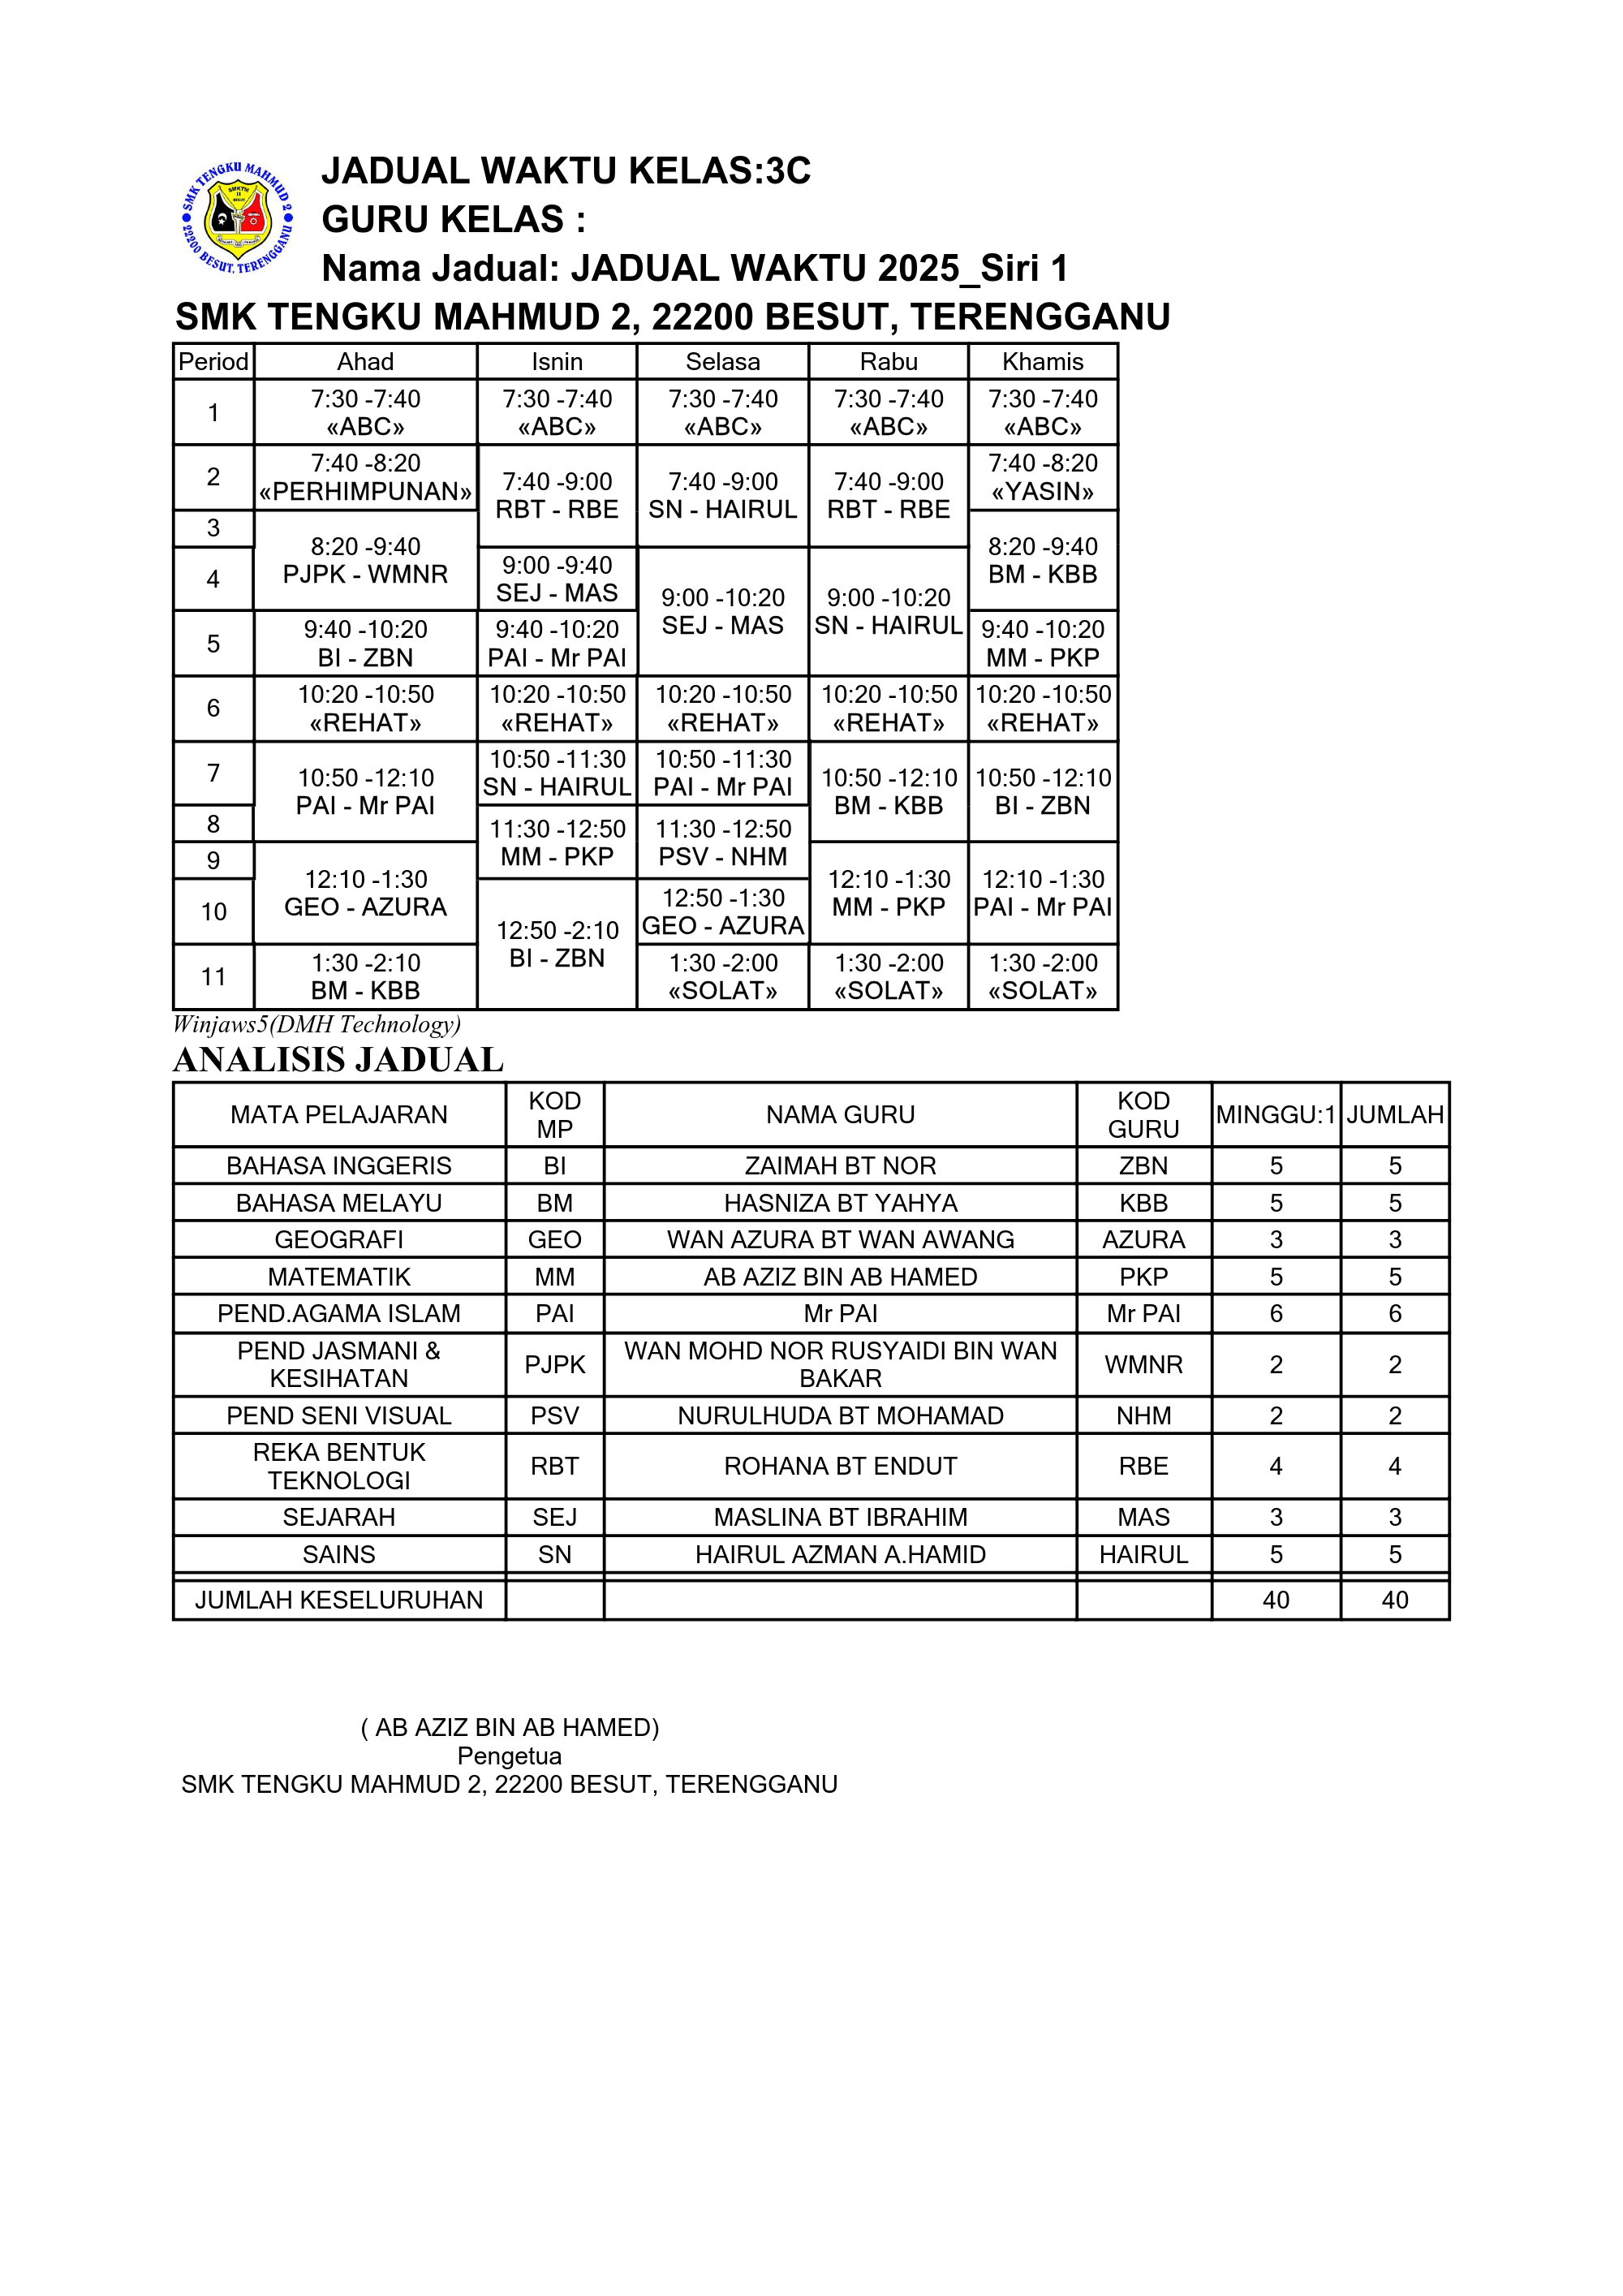 SMK TENGKU MAHMUD 2
22200 BESUT, TERENGGANU
JADUAL WAKTU KELAS:3C
GURU KELAS :
Nama Jadual: JADUAL WAKTU 2025_Siri 1
SMK TENGKU MAHMUD 2, 22200 BESUT, TERENGGANU
Period Ahad Isnin Selasa Rabu Khamis
1
7:30 -7:40 7:30 -7:40 7:30 -7:40 7:30 -7:40 7:30 -7:40
«ABC» «ABC» «ABC» «ABC» «ABC»
2
7:40 -8:20
«PERHIMPUNAN»
7:40 -9:00
RBT - RBE
7:40 -9:00
SN - HAIRUL
7:40 -9:00
RBT - RBE
7:40 -8:20
«YASIN»
3
8:20 -9:40
PJPK - WMNR
8:20 -9:40
BM - KBB
4
9:00 -9:40
SEJ - MAS
9:00 -10:20
SEJ - MAS
9:00 -10:20
SN - HAIRUL
5
9:40 -10:20
BI - ZBN
9:40 -10:20
PAI - Mr PAI
9:40 -10:20
MM - PKP
6
10:20 -10:50 10:20 -10:50 10:20 -10:50 10:20 -10:50 10:20 -10:50
«REHAT» «REHAT» «REHAT» «REHAT» «REHAT»
7
10:50 -12:10
PAI - Mr PAI
10:50 -11:30
SN - HAIRUL
10:50 -11:30
PAI - Mr PAI
10:50 -12:10
BM - KBB
10:50 -12:10
BI - ZBN
8
11:30 -12:50
MM - PKP
11:30 -12:50
PSV - NHM
9
12:10 -1:30
GEO - AZURA
12:10 -1:30
MM - PKP
12:10 -1:30
PAI - Mr PAI
10
12:50 -2:10
BI - ZBN
12:50 -1:30
GEO - AZURA
11
1:30 -2:10
BM - KBB
1:30 -2:00
«SOLAT»
1:30 -2:00
«SOLAT»
1:30 -2:00
«SOLAT»
Winjaws5(DMH Technology)
ANALISIS JADUAL
MATA PELAJARAN KOD MP NAMA GURU KOD GURU MINGGU:1 JUMLAH
BAHASA INGGERIS BI ZAIMAH BT NOR ZBN 5 5
BAHASA MELAYU BM HASNIZA BT YAHYA KBB 5 5
GEOGRAFI GEO WAN AZURA BT WAN AWANG AZURA 3 3
MATEMATIK MM AB AZIZ BIN AB HAMED PKP 5 5
PEND.AGAMA ISLAM PAI Mr PAI Mr PAI 6 6
PEND JASMANI & KESIHATAN PJPK WAN MOHD NOR RUSYAIDI BIN WAN BAKAR WMNR 2 2
PEND SENI VISUAL PSV NURULHUDA BT MOHAMAD NHM 2 2
REKA BENTUK TEKNOLOGI RBT ROHANA BT ENDUT RBE 4 4
SEJARAH SEJ MASLINA BT IBRAHIM MAS 3 3
SAINS SN HAIRUL AZMAN A.HAMID HAIRUL 5 5
JUMLAH KESELURUHAN 40 40
( AB AZIZ BIN AB HAMED)
Pengetua
SMK TENGKU MAHMUD 2, 22200 BESUT, TERENGGANU